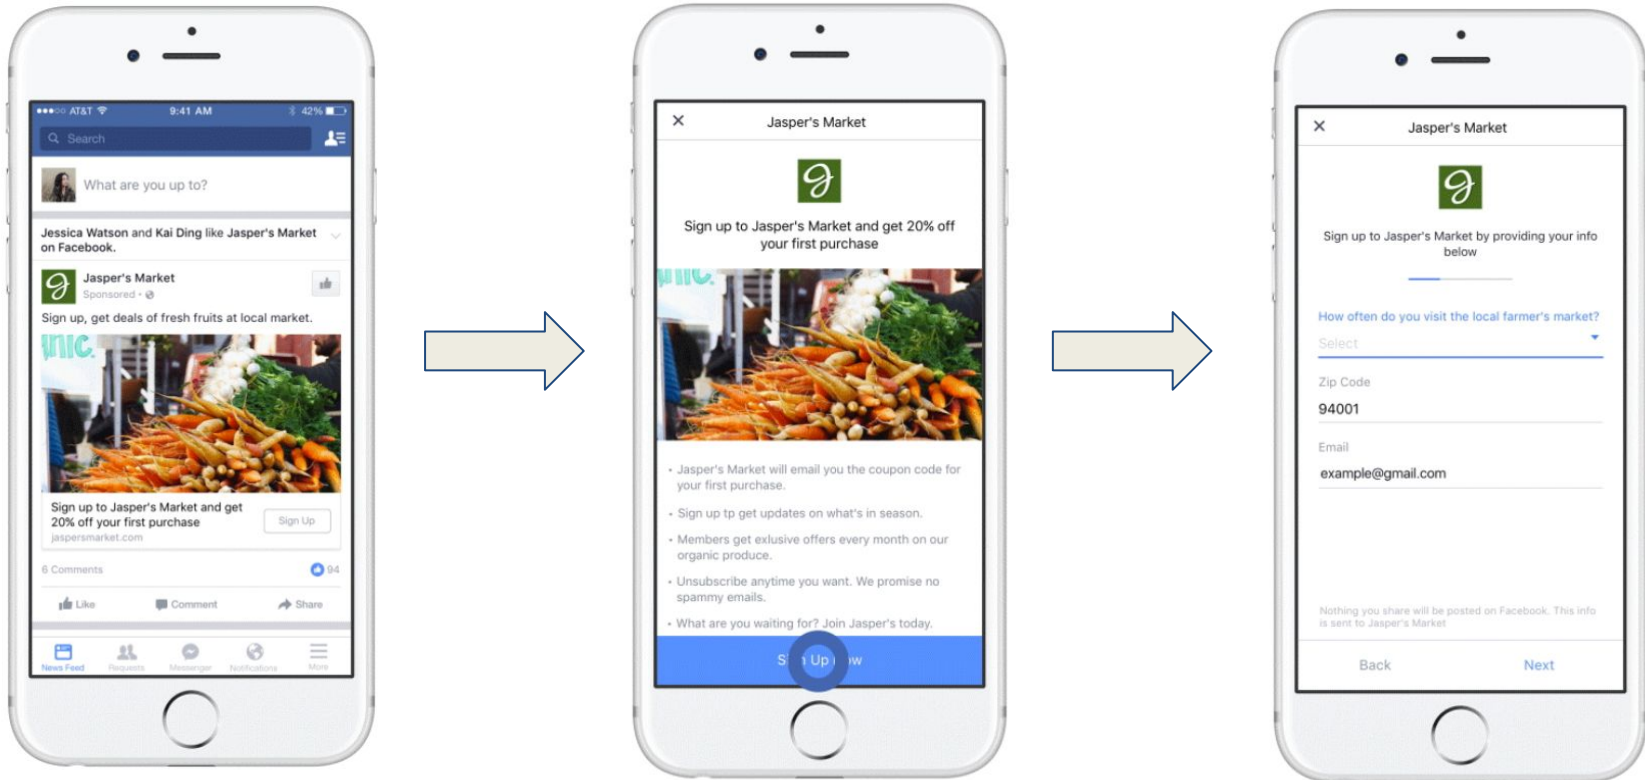 AT&T 9:41 AM 42%
Search
What are you up to?
Jessica Watson and Kai Ding like Jasper's Market
on Facebook.
Jasper's Market
Sponsored •
Sign up, get deals of fresh fruits at local market.
nic.
Sign up to Jasper's Market and get
20% off your first purchase
Sign Up
jaspersmarket.com
6 Comments
94
Like Comment Share
News Feed Requests Messenger Notifications More
Jasper's Market
Sign up to Jasper's Market and get 20% off
your first purchase
• Jasper's Market will email you the coupon code for
your first purchase.
• Sign up tp get updates on what's in season.
• Members get exlusive offers every month on our
organic produce.
• Unsubscribe anytime you want. We promise no
spammy emails.
• What are you waiting for? Join Jasper's today.
Sign Up now
Jasper's Market
Sign up to Jasper's Market by providing your info
below
How often do you visit the local farmer's market?
Select
Zip Code
94001
Email
example@gmail.com
Nothing you share will be posted on Facebook. This info
is sent to Jasper's Market
Back Next